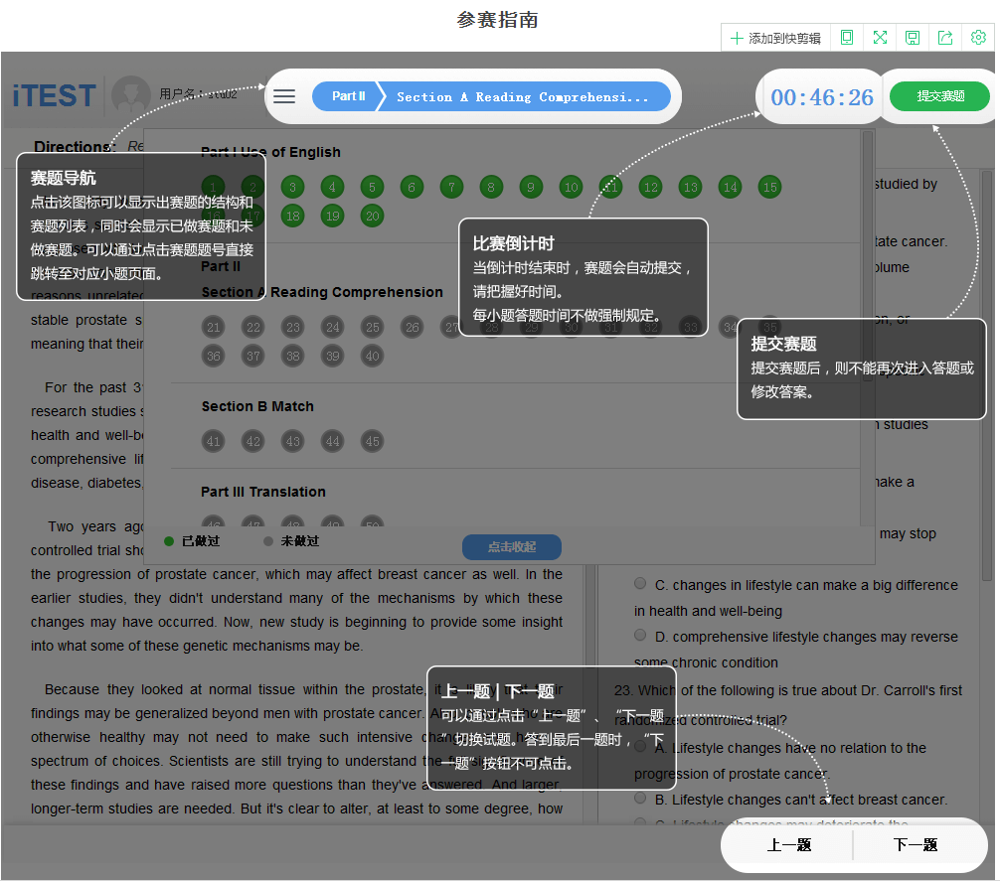 参赛指南
添加到快剪辑
iTEST
用户名：stu02
Part II
Section A Reading Comprehensi...
00:46:26
提交赛题
Directions: Re
Part I Use of English
1 2 3 4 5 6 7 8 9 10 11 12 13 14 15
16 17 18 19 20
Part II
Section A Reading Comprehension
21 22 23 24 25 26 27 28 29 30 31 32 33 34 35
36 37 38 39 40
Section B Match
41 42 43 44 45
Part III Translation
46 47 48 49 50
已做过
未做过
点击收起
赛题导航
点击该图标可以显示出赛题的结构和
赛题列表，同时会显示已做赛题和未
做赛题。可以通过点击赛题题号直接
跳转至对应小题页面。
比赛倒计时
当倒计时结束时，赛题会自动提交，
请把握好时间。
每小题答题时间不做强制规定。
提交赛题
提交赛题后，则不能再次进入答题或
修改答案。
reasons unrelated
stable prostate s
meaning that their
For the past 3
research studies s
health and well-be
comprehensive lif
disease, diabetes,
Two years ago
controlled trial sho
the progression of prostate cancer, which may affect breast cancer as well. In the
earlier studies, they didn't understand many of the mechanisms by which these
changes may have occurred. Now, new study is beginning to provide some insight
into what some of these genetic mechanisms may be.
Because they looked at normal tissue within the prostate, it
findings may be generalized beyond men with prostate cancer.
otherwise healthy may not need to make such intensive
spectrum of choices. Scientists are still trying to understand the
these findings and have raised more questions than they've answered. And larger,
longer-term studies are needed. But it's clear to alter, at least to some degree, how
studied by
tate cancer.
olume
on, or
n studies
nake a
may stop
C. changes in lifestyle can make a big difference
in health and well-being
D. comprehensive lifestyle changes may reverse
some chronic condition
23. Which of the following is true about Dr. Carroll's first
randomized controlled trial?
A. Lifestyle changes have no relation to the
progression of prostate cancer.
B. Lifestyle changes can't affect breast cancer.
C. Lifestyle changes may deteriorate the
上一题 | 下一题
可以通过点击“上一题”、“下一题
”切换试题。答到最后一题时，“下
一题”按钮不可点击。
上一题
下一题